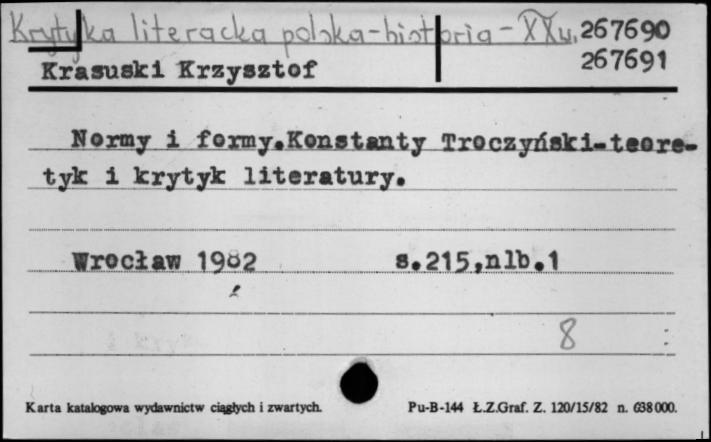 Krytyka literacka polska-historia-XXw. 267690
Krasuski Krzysztof 267691
Normy i formy.Konstanty Troczyński-teore-
tyk i krytyk literatury.
Wrocław 1982 s.215,nlb.1
8
Karta katalogowa wydawnictw ciągłych i zwartych. Pu-B-144 Ł.Z.Graf. Z. 120/15/82 n. 638000.